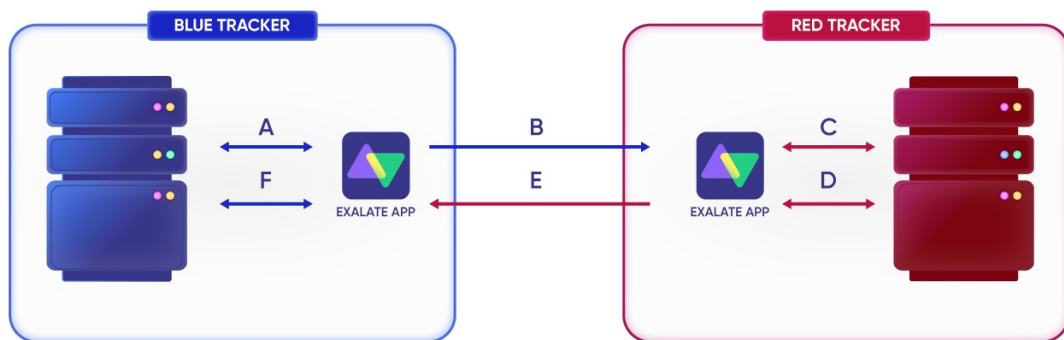 BLUE TRACKER
RED TRACKER
A
B
C
F
E
D
EXALATE APP
EXALATE APP